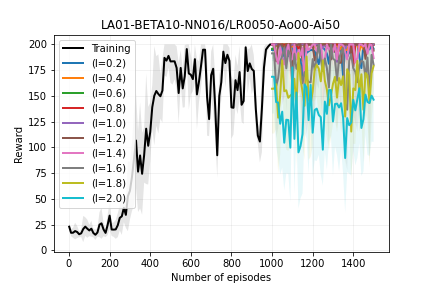 LA01-BETA10-NN016/LR0050-Ao00-Ai50
200
175
150
125
100
75
50
25
0
Reward
Training
(l=0.2)
(l=0.4)
(l=0.6)
(l=0.8)
(l=1.0)
(l=1.2)
(l=1.4)
(l=1.6)
(l=1.8)
(l=2.0)
0 200 400 600 800 1000 1200 1400
Number of episodes